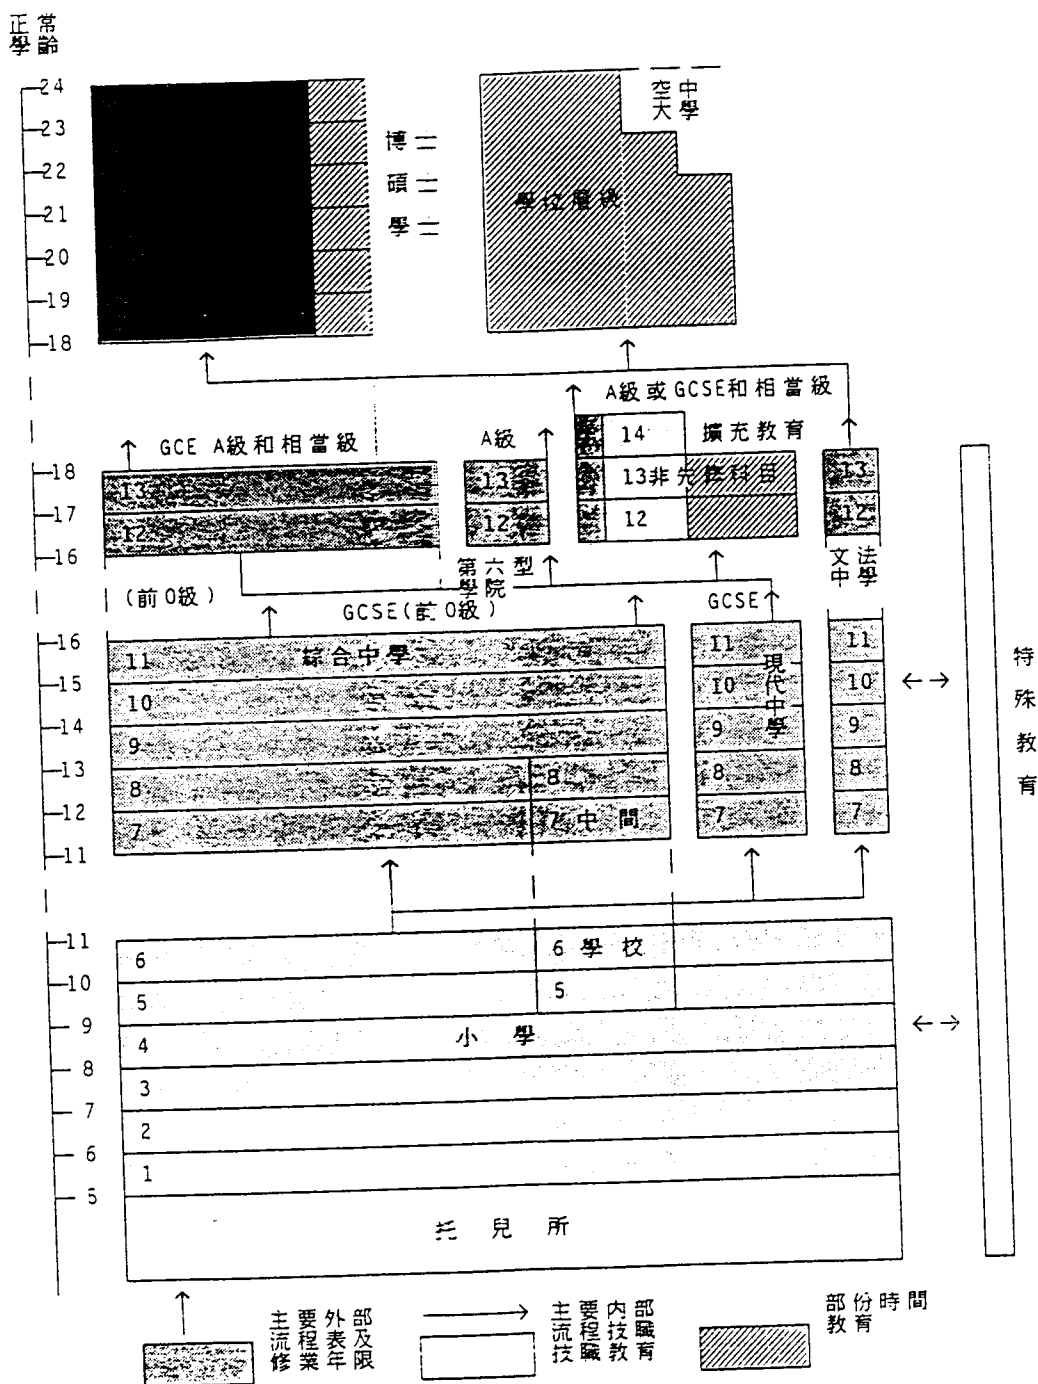 正常
學齡
24
23
22
21
20
19
18
博士
碩士
學士
空中
大學
學位層級
18
17
16
GCE A級和相當級
13
12
A級
13
12
A級或GCSE和相當級
14
擴充教育
13非先修科目
12
13
12
文法
中學
第六型
學院
(前O級)
GCSE(前O級)
GCSE
16
15
14
13
12
11
11
綜合中學
10
9
8
7
8
7中間
11
10
9
8
7
現代中學
11
10
9
8
7
特殊教育
11
10
9
8
7
6
5
6
5
4
3
2
1
6學校
5
小學
托兒所
主要外部
流程表及
修業年限
主要內部
流程技職
技職教育
部份時間
教育